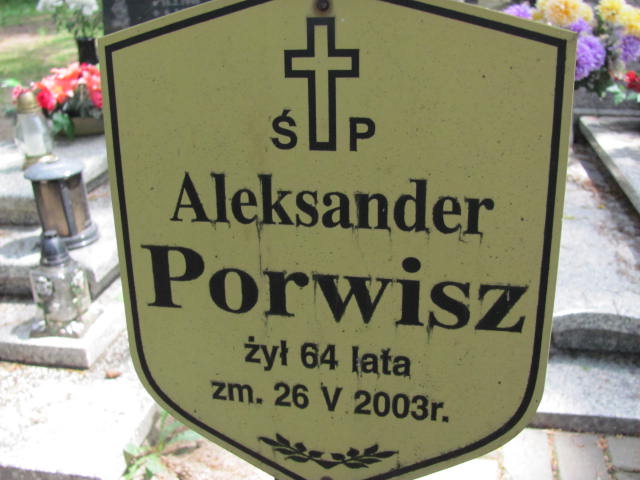 Ś P
Aleksander
Porwisz
żył 64 lata
zm. 26 V 2003r.